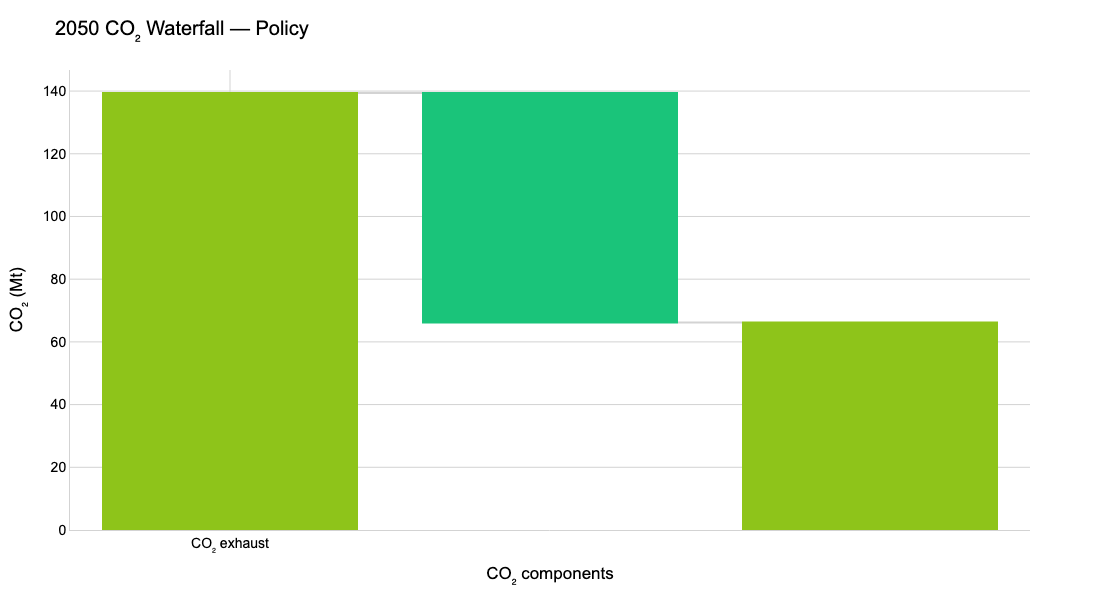 2050 CO₂ Waterfall — Policy
CO₂ (Mt)
140
120
100
80
60
40
20
0
CO₂ exhaust
CO₂ components